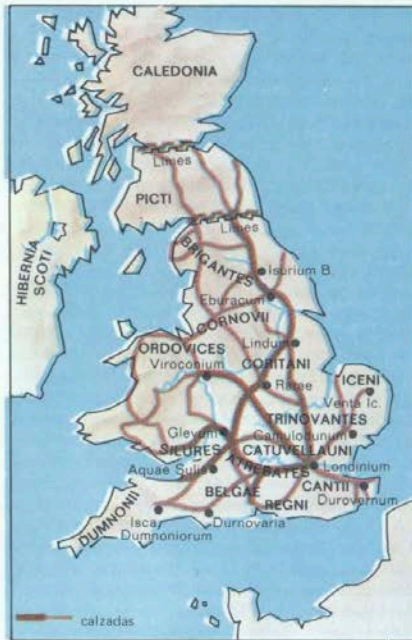 CALEDONIA
Limes
PICTI
Limes
HIBERNIA
SCOTI
BRIGANTES
Isurium B.
Eburacum
CORNOVII
Lindum
ORDOVICES
Viroconium
CORITANI
Ratae
ICENI
Venta Ic.
TRINOVANTES
Camulodunum
Glevum
CATUVELLAUNI
SILURES
ATREBATES
Londinium
Aquae Sulis
CANTII
BELGAE
Durovernum
REGNI
DUMNONII
Isca
Dumnoniorum
Durnovaria
calzadas